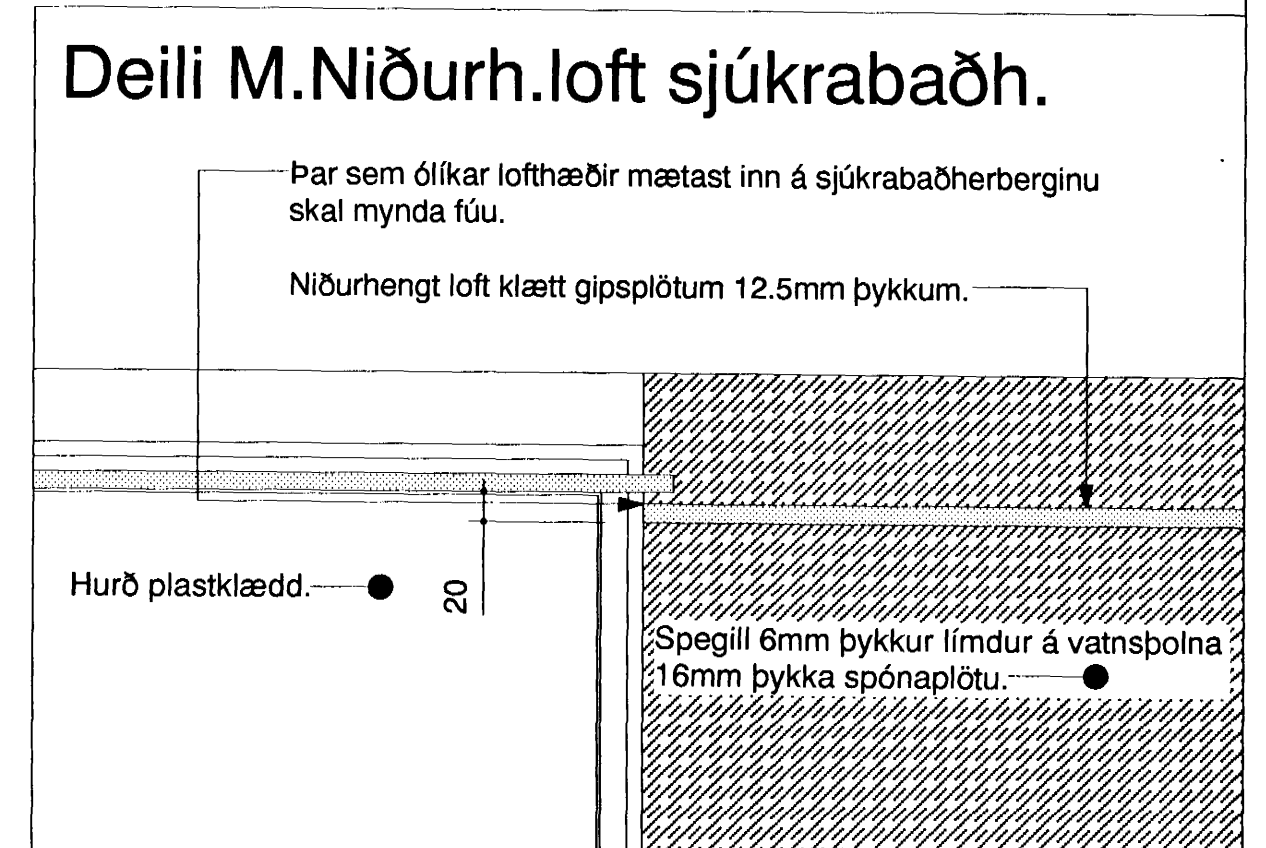 Deili M.Niðurh.loft sjúkrabaðh.
Þar sem ólíkar lofthæðir mætast inn á sjúkrabaðherberginu
skal mynda fúu.
Niðurhengt loft klætt gipsplötum 12.5mm þykkum.
Hurð plastklædd.
20
Spegill 6mm þykkur límdur á vatnsþolna
16mm þykka spónaplötu.